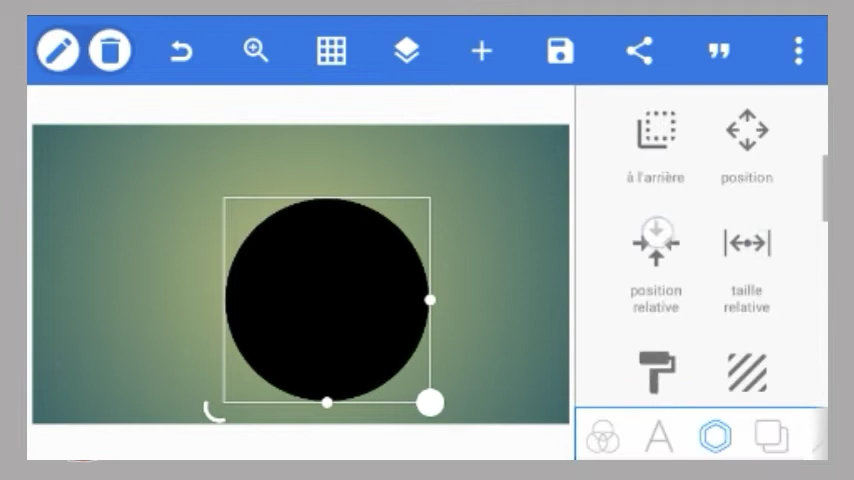 à l'arrière
position
position
relative
taille
relative